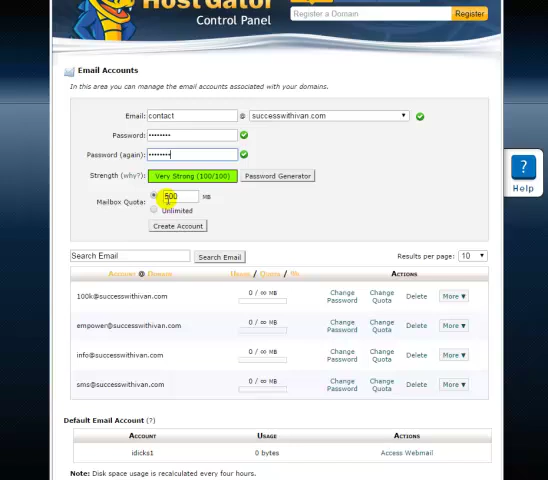 HostGator
Control Panel
Register a Domain
Register
Email Accounts
In this area you can manage the email accounts associated with your domains.
Email: contact @ successwithivan.com
Password: ••••••••
Password (again): ••••••••
Strength (why?): Very Strong (100/100) Password Generator
Mailbox Quota: 500 MB
Unlimited
Create Account
? Help
Search Email Search Email Results per page: 10 ▼
Account @ Domain Usage / Quota / % Actions
100k@successwithivan.com 0 / ∞ MB Change Password Change Quota Delete More ▼
empower@successwithivan.com 0 / ∞ MB Change Password Change Quota Delete More ▼
info@successwithivan.com 0 / ∞ MB Change Password Change Quota Delete More ▼
sms@successwithivan.com 0 / ∞ MB Change Password Change Quota Delete More ▼
Default Email Account (?)
Account Usage Actions
idicks1 0 bytes Access Webmail
Note: Disk space usage is recalculated every four hours.